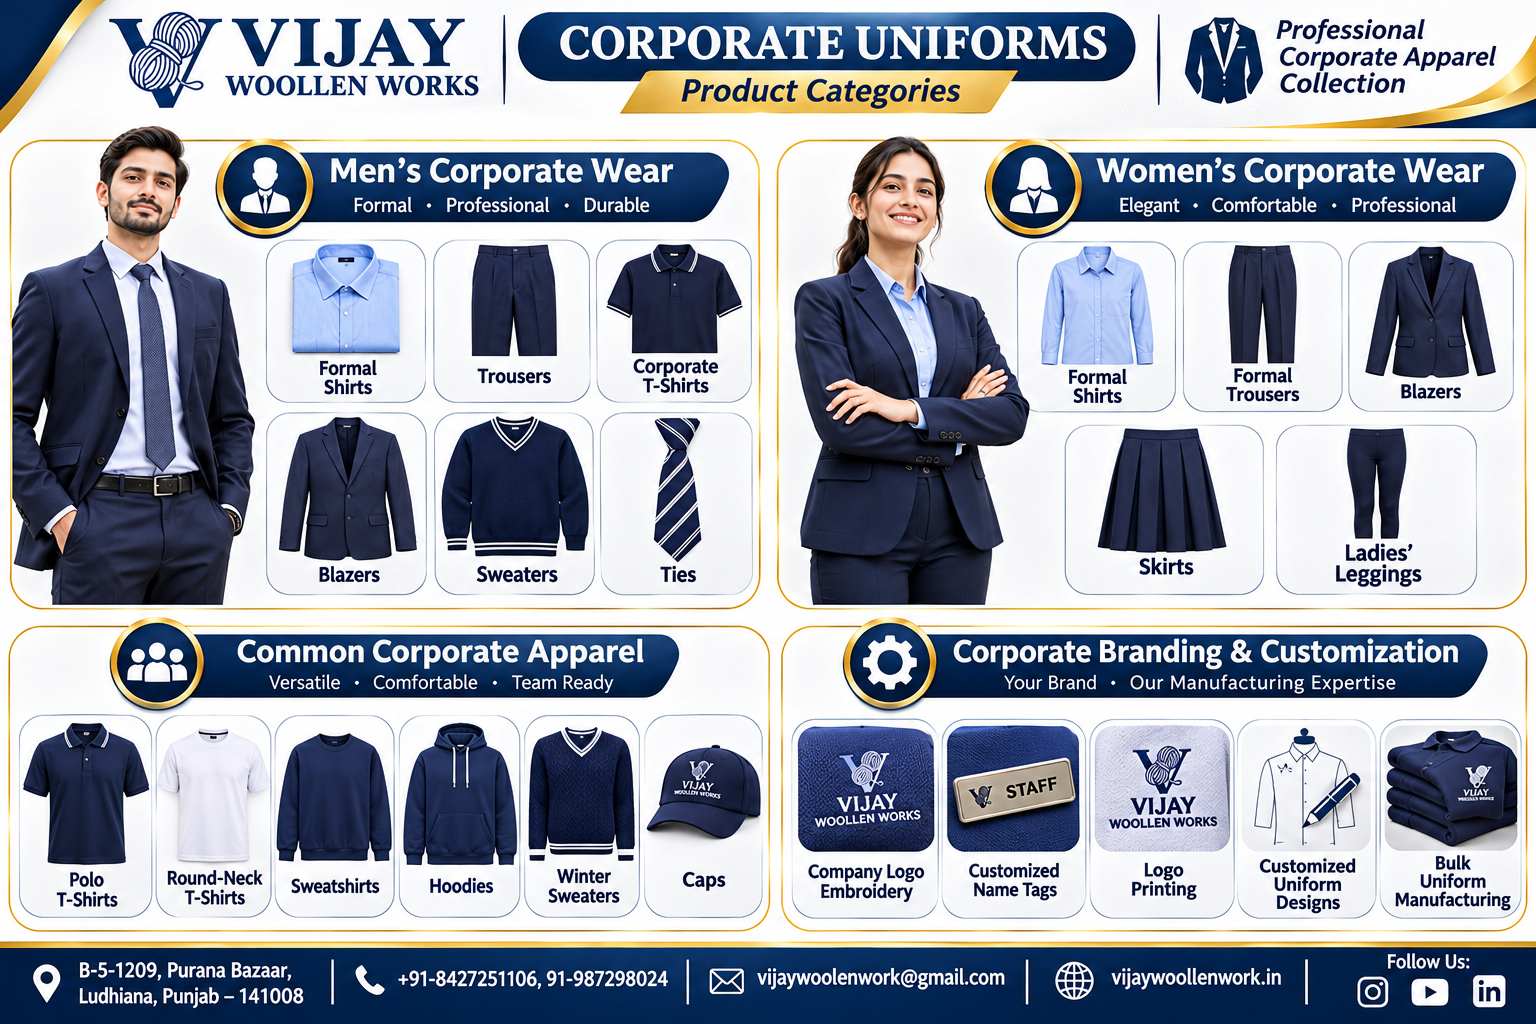 VIJAY
WOOLLEN WORKS
CORPORATE UNIFORMS
Product Categories
Professional
Corporate Apparel
Collection
Men's Corporate Wear
Formal • Professional • Durable
Formal
Shirts
Trousers
Corporate
T-Shirts
Blazers
Sweaters
Ties
Women's Corporate Wear
Elegant • Comfortable • Professional
Formal
Shirts
Formal
Trousers
Blazers
Skirts
Ladies'
Leggings
Common Corporate Apparel
Versatile • Comfortable • Team Ready
Polo
T-Shirts
Round-Neck
T-Shirts
Sweatshirts
Hoodies
Winter
Sweaters
VIJAY
WOOLLEN WORKS
Caps
Corporate Branding & Customization
Your Brand • Our Manufacturing Expertise
VIJAY
WOOLLEN WORKS
Company Logo
Embroidery
STAFF
Customized
Name Tags
VIJAY
WOOLLEN WORKS
Logo
Printing
Customized
Uniform
Designs
VIJAY
Bulk
Uniform
Manufacturing
B-5-1209, Purana Bazaar,
Ludhiana, Punjab – 141008
+91-8427251106, 91-987298024
vijaywoolenwork@gmail.com
vijaywoollenwork.in
Follow Us: